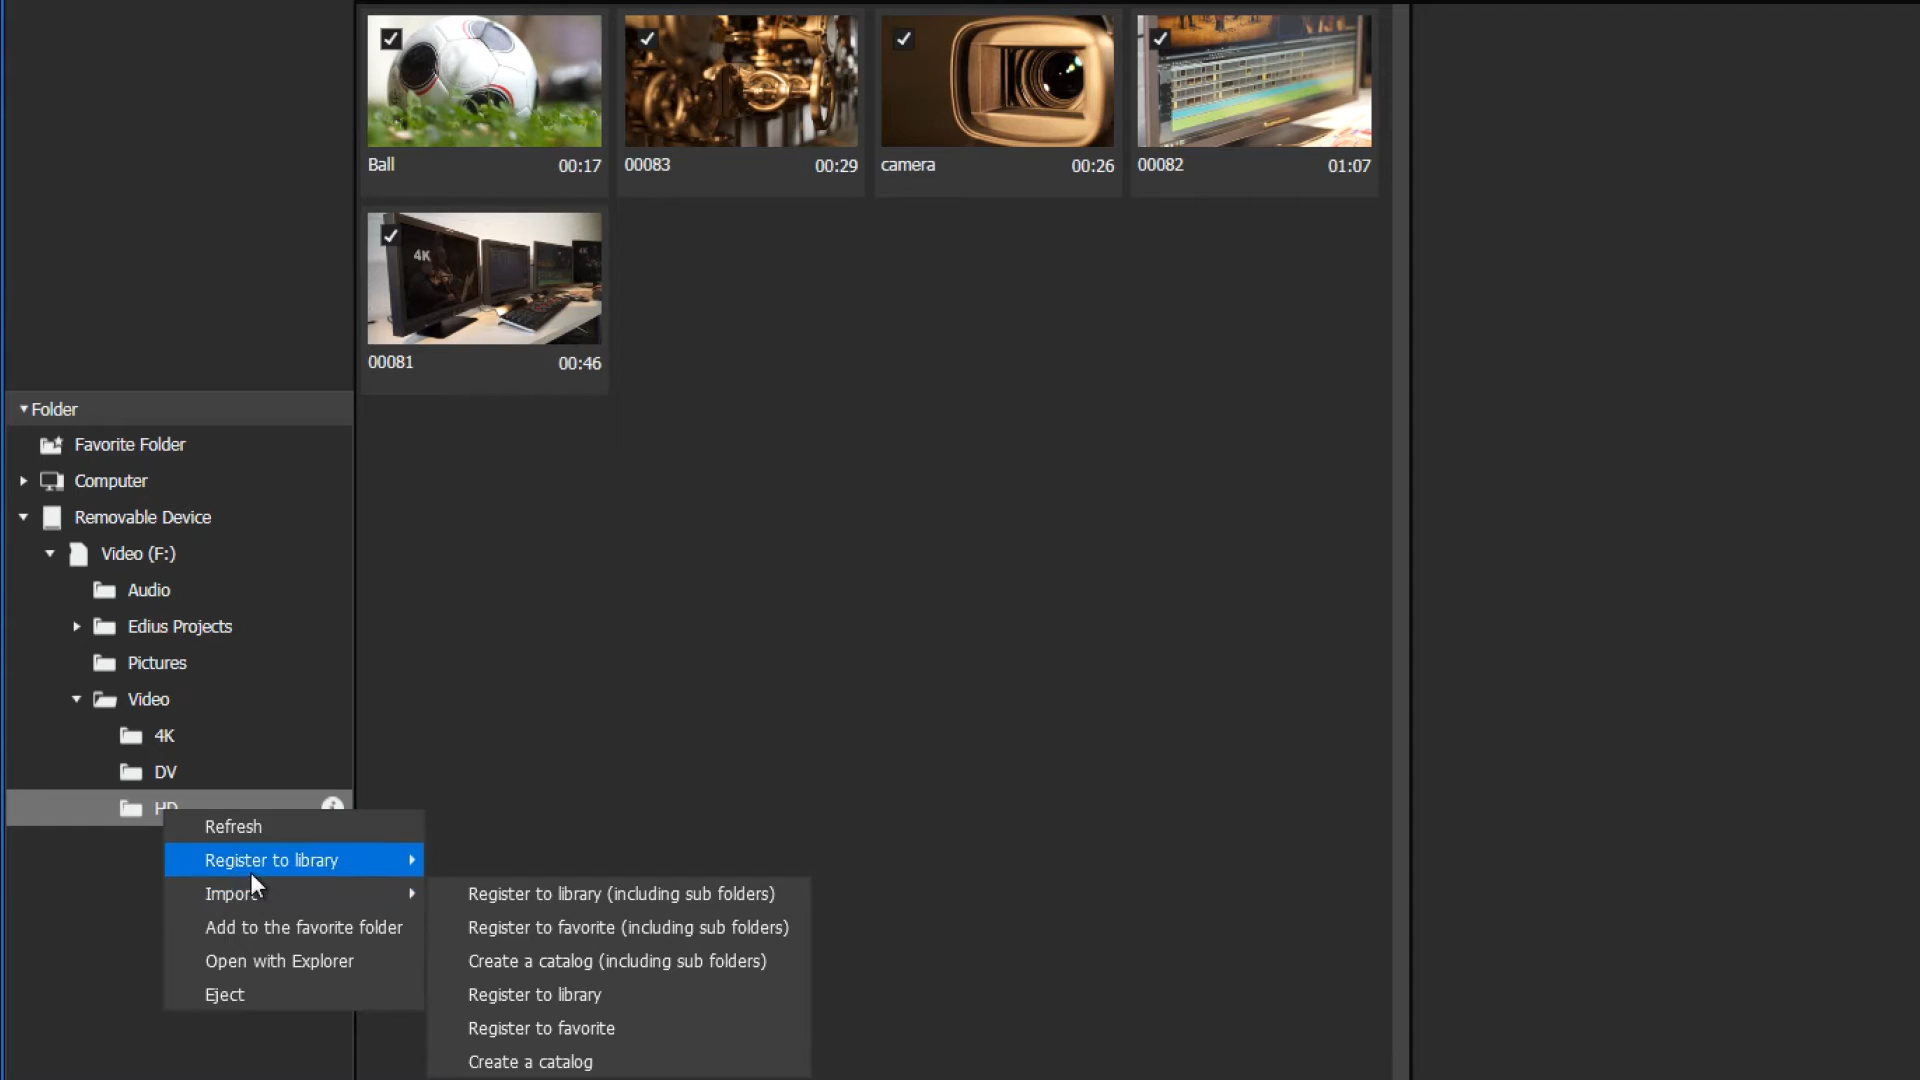 Ball 00:17
00083 00:29
camera 00:26
00082 01:07
4K
00081 00:46
Folder
Favorite Folder
Computer
Removable Device
Video (F:)
Audio
Edius Projects
Pictures
Video
4K
DV
HD
Refresh
Register to library
Import
Add to the favorite folder
Open with Explorer
Eject
Register to library (including sub folders)
Register to favorite (including sub folders)
Create a catalog (including sub folders)
Register to library
Register to favorite
Create a catalog